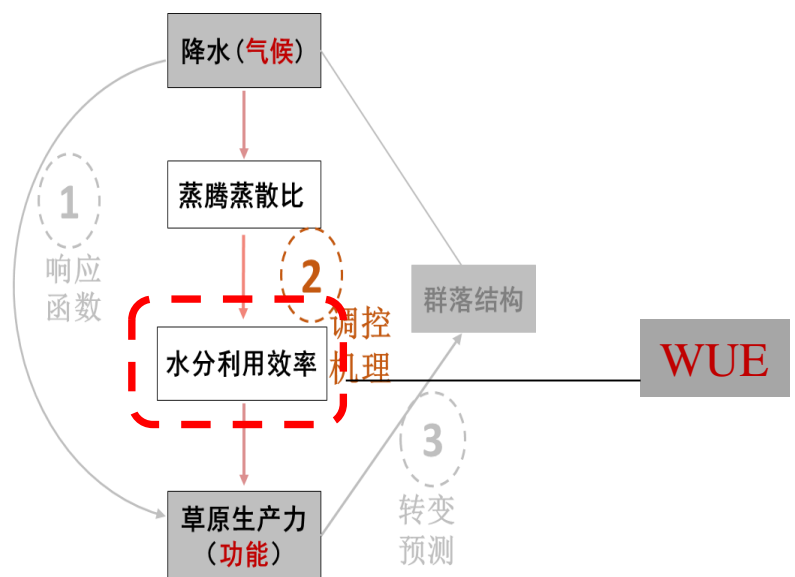 降水(气候)
蒸腾蒸散比
1
响应
函数
2
调控
机理
群落结构
水分利用效率
WUE
3
转变
预测
草原生产力
(功能)